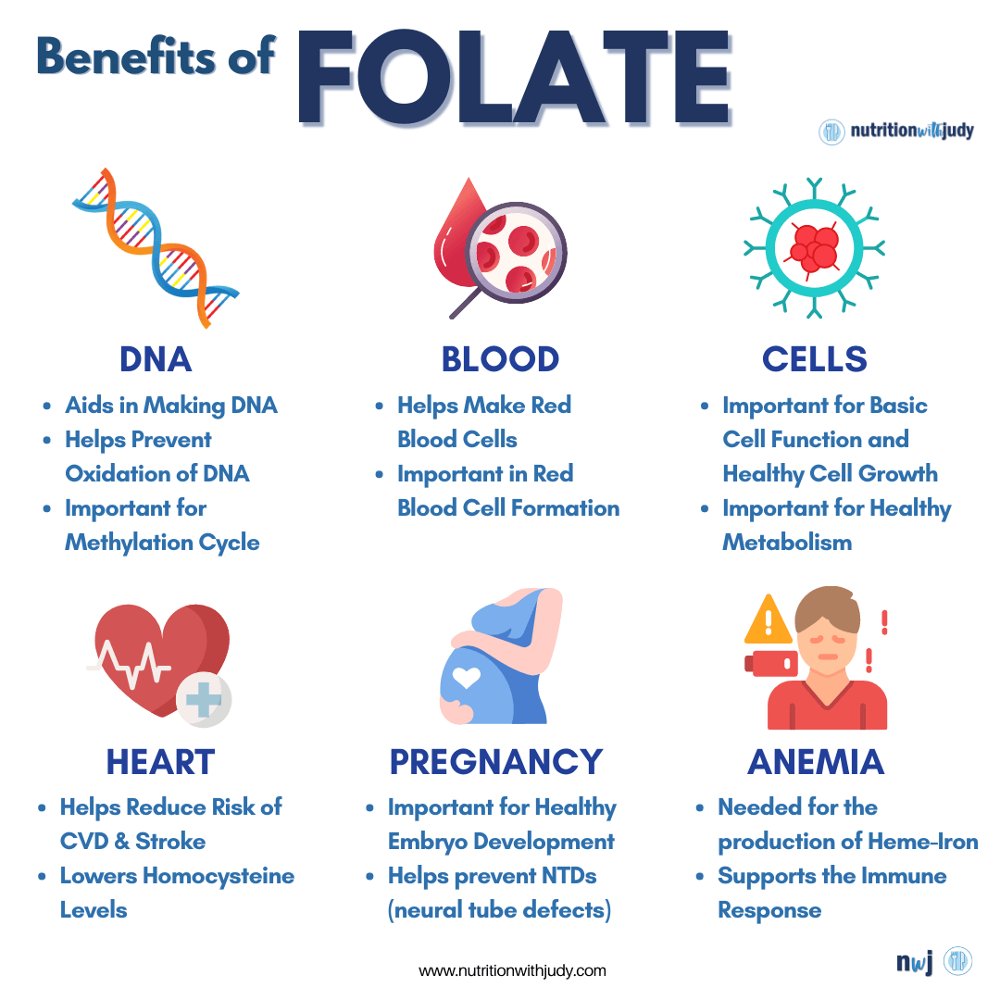 Benefits of FOLATE
nutritionwithjudy
DNA
• Aids in Making DNA
• Helps Prevent
Oxidation of DNA
• Important for
Methylation Cycle
BLOOD
• Helps Make Red
Blood Cells
• Important in Red
Blood Cell Formation
CELLS
• Important for Basic
Cell Function and
Healthy Cell Growth
• Important for Healthy
Metabolism
HEART
• Helps Reduce Risk of
CVD & Stroke
• Lowers Homocysteine
Levels
PREGNANCY
• Important for Healthy
Embryo Development
• Helps prevent NTDs
(neural tube defects)
ANEMIA
• Needed for the
production of Heme-Iron
• Supports the Immune
Response
www.nutritionwithjudy.com
nwj